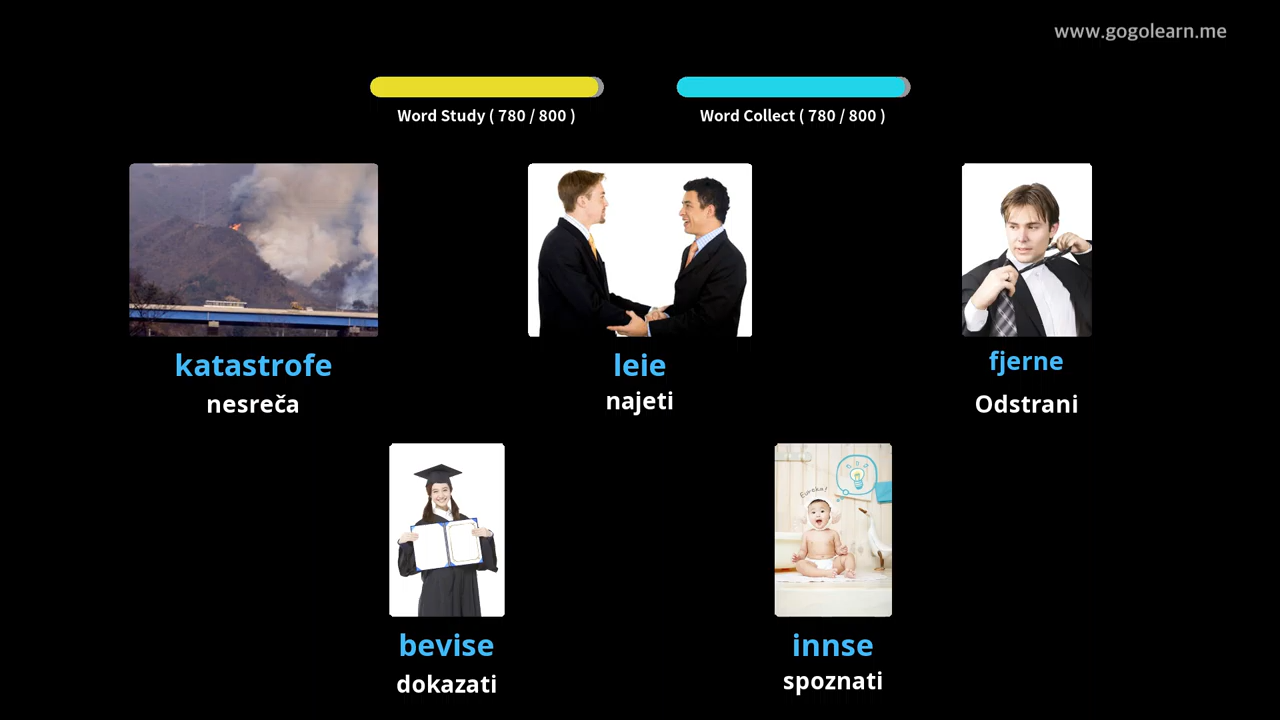 www.gogolearn.me
Word Study ( 780 / 800 )
Word Collect ( 780 / 800 )
katastrofe
nesreča
leie
najeti
fjerne
Odstrani
Eureka!
bevise
dokazati
innse
spoznati